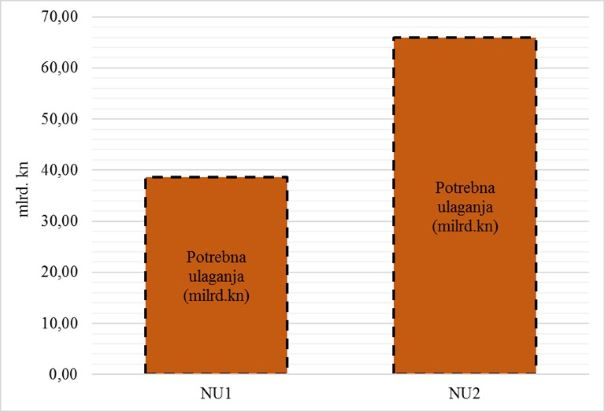 70,00
60,00
50,00
40,00
30,00
20,00
10,00
0,00
mlrd. kn
Potrebna
ulaganja
(milrd.kn)
Potrebna
ulaganja
(milrd.kn)
NU1
NU2